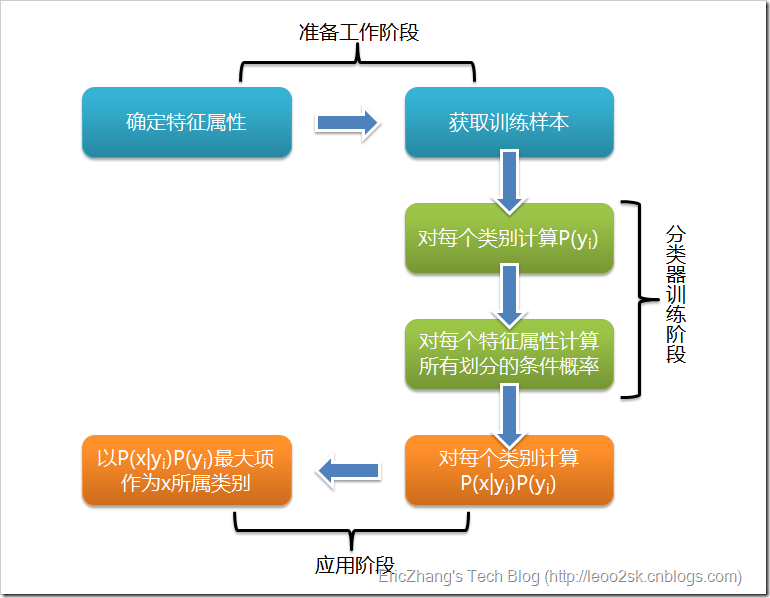 准备工作阶段
确定特征属性
获取训练样本
对每个类别计算P(yᵢ)
对每个特征属性计算
所有划分的条件概率
分类器训练阶段
对每个类别计算
P(x|yᵢ)P(yᵢ)
以P(x|yᵢ)P(yᵢ)最大项
作为x所属类别
应用阶段
EricZhang's Tech Blog (http://leoo2sk.cnblogs.com)